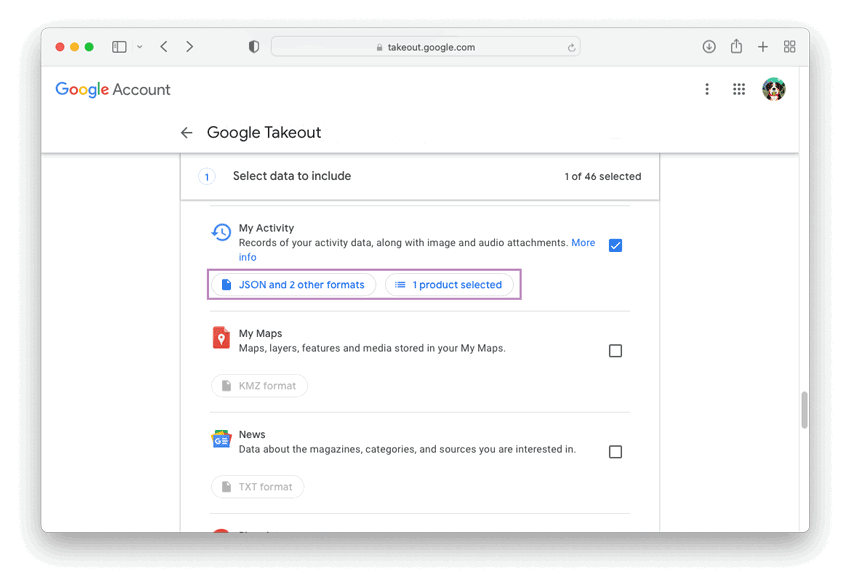 takeout.google.com
Google Account
Google Takeout
1 Select data to include 1 of 46 selected
My Activity
Records of your activity data, along with image and audio attachments. More
info
JSON and 2 other formats 1 product selected
My Maps
Maps, layers, features and media stored in your My Maps.
KMZ format
News
Data about the magazines, categories, and sources you are interested in.
TXT format